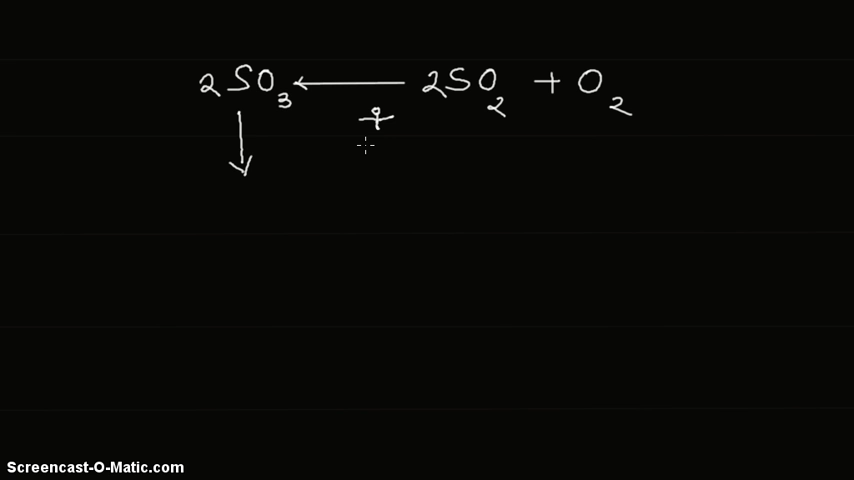 2SO₃ ← 2SO₂ + O₂
Screencast-O-Matic.com